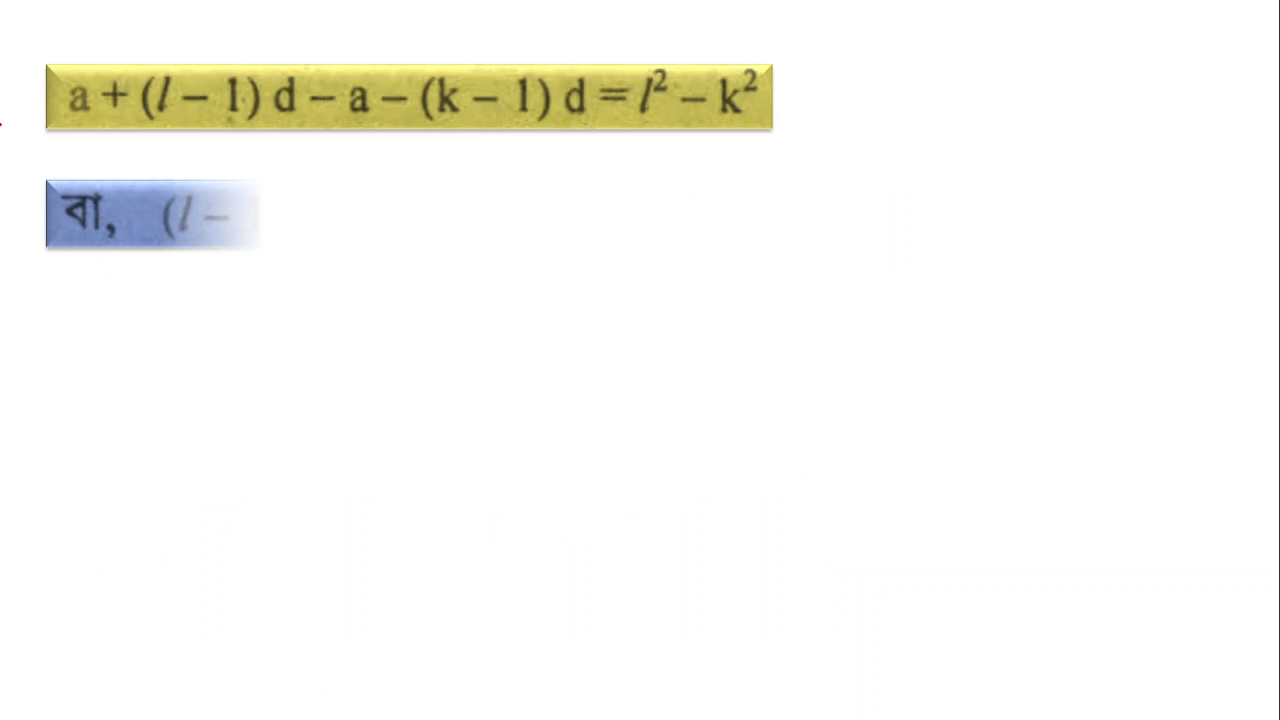 a + (l – 1) d – a – (k – 1) d = l² – k²
বা, (l –